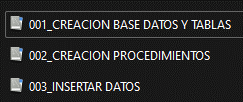 001_CREACION BASE DATOS Y TABLAS
002_CREACION PROCEDIMIENTOS
003_INSERTAR DATOS